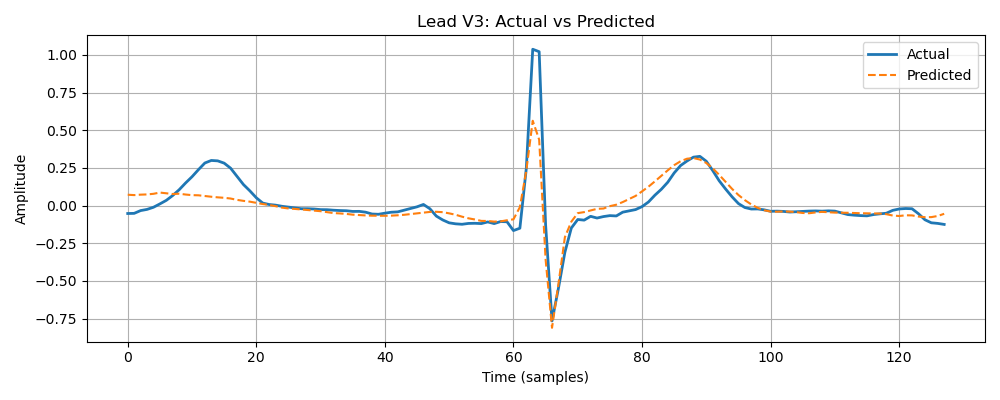 Lead V3: Actual vs Predicted
Amplitude
1.00
0.75
0.50
0.25
0.00
−0.25
−0.50
−0.75
Actual
Predicted
0 20 40 60 80 100 120
Time (samples)